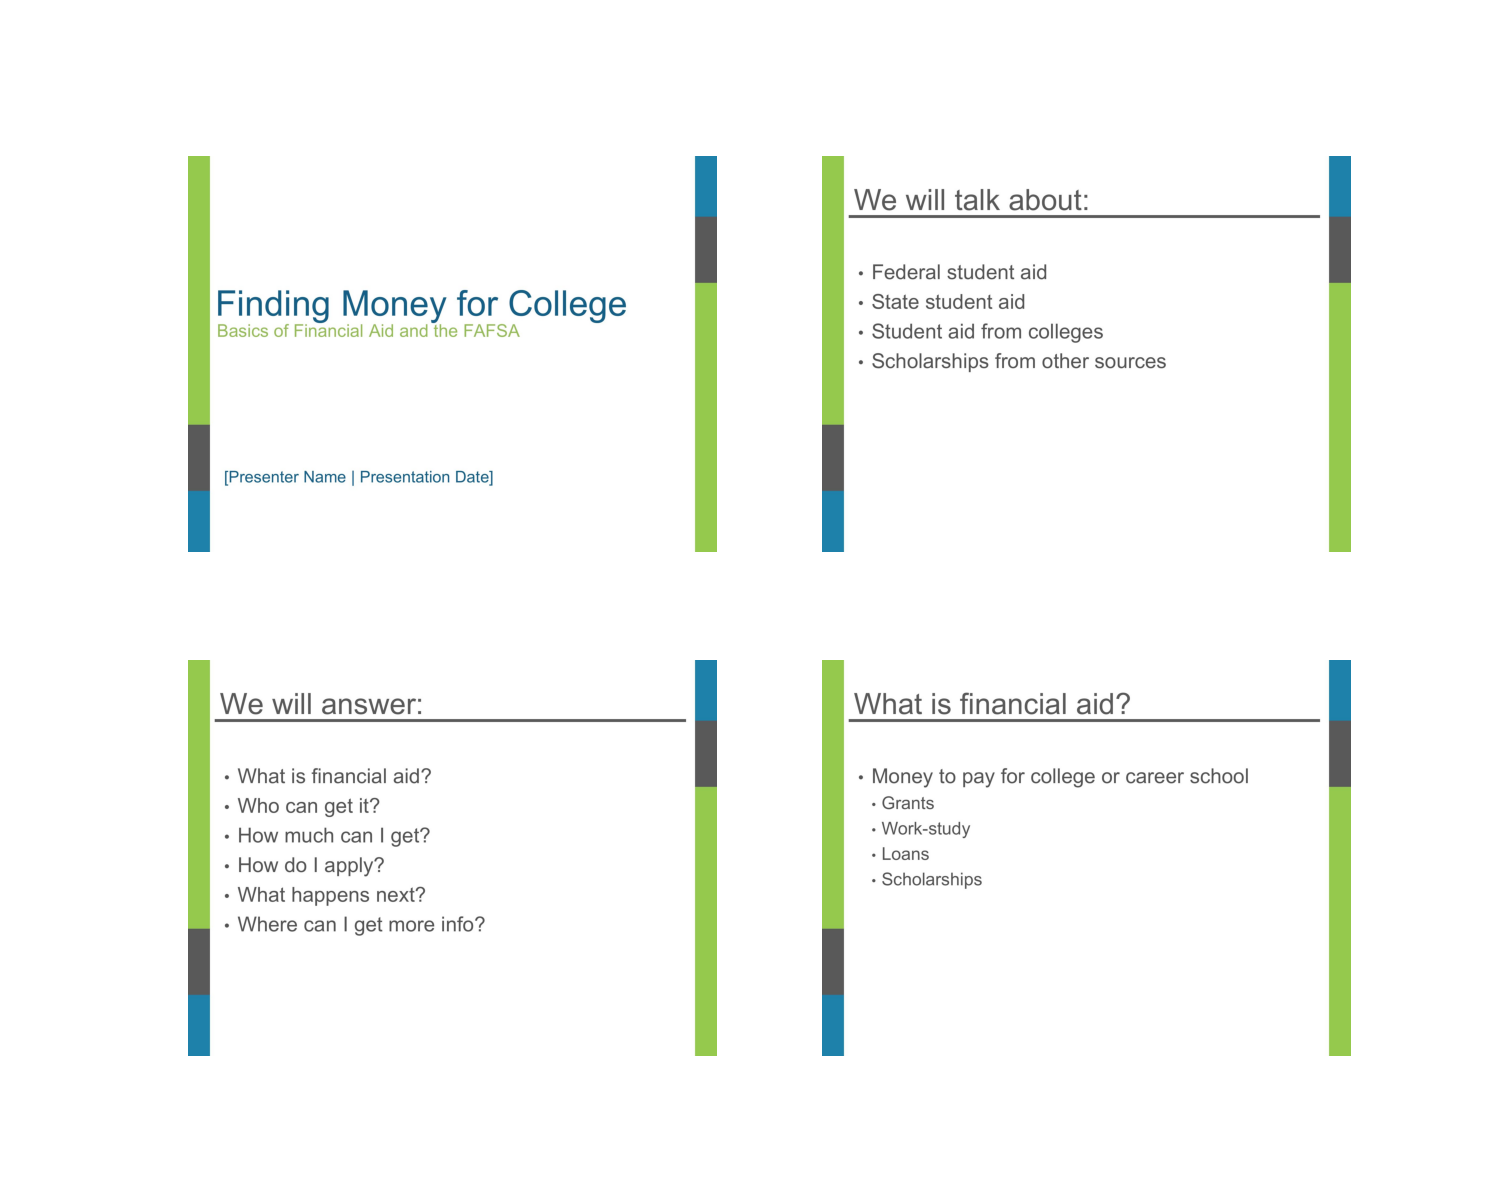 Finding Money for College
Basics of Financial Aid and the FAFSA
[Presenter Name | Presentation Date]
We will talk about:
• Federal student aid
• State student aid
• Student aid from colleges
• Scholarships from other sources
We will answer:
• What is financial aid?
• Who can get it?
• How much can I get?
• How do I apply?
• What happens next?
• Where can I get more info?
What is financial aid?
• Money to pay for college or career school
• Grants
• Work-study
• Loans
• Scholarships